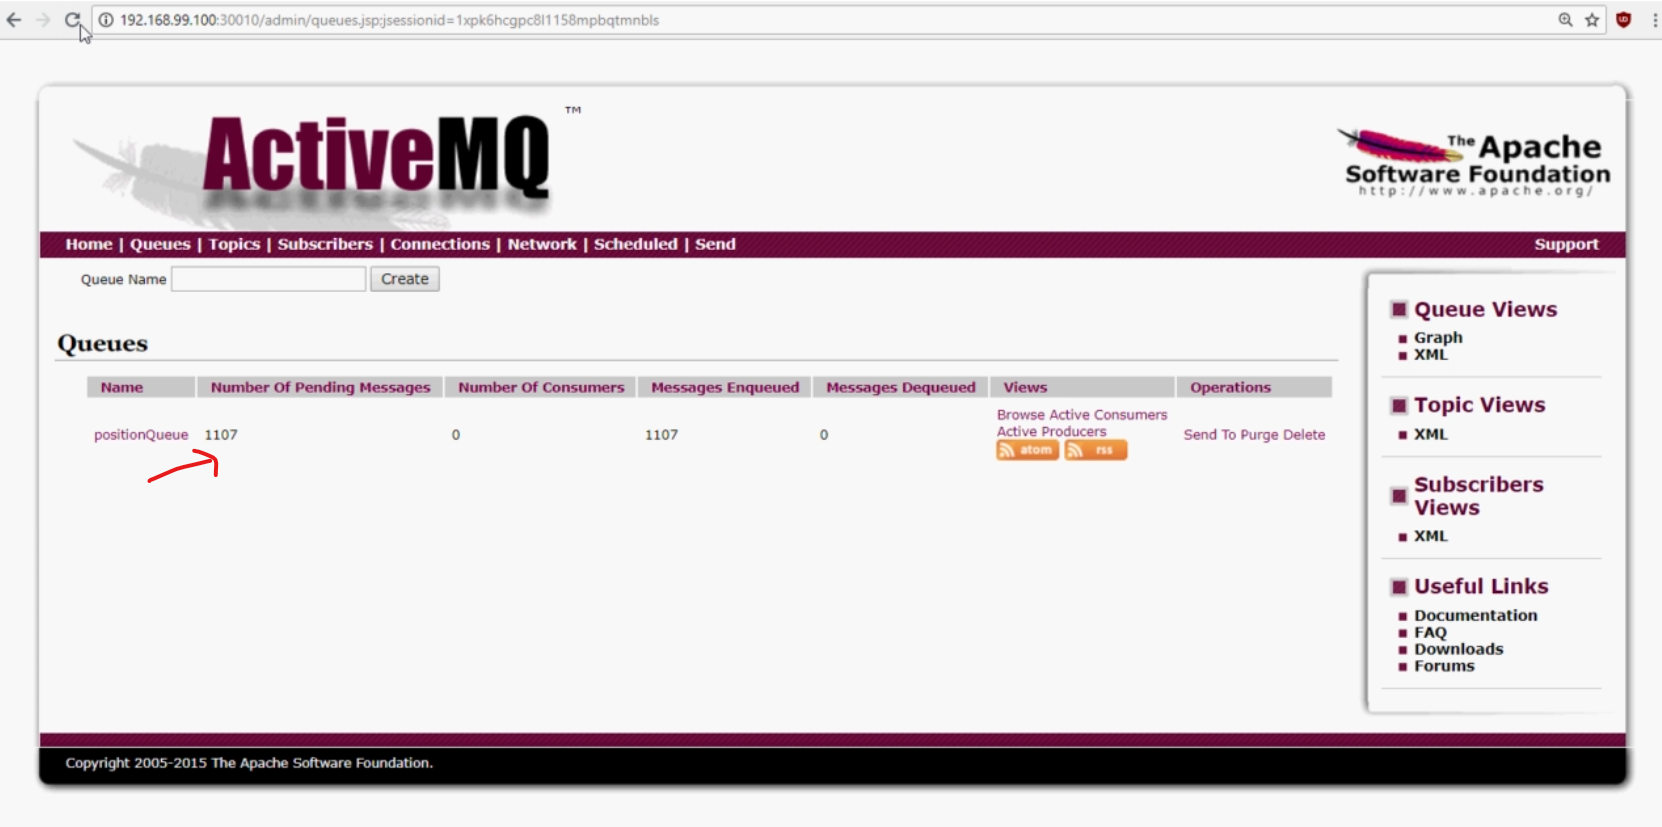 192.168.99.100:30010/admin/queues.jsp;jsessionid=1xpk6hcgpc8l1158mpbqtmnbls
ActiveMQ ™
The Apache
Software Foundation
http://www.apache.org/
Home | Queues | Topics | Subscribers | Connections | Network | Scheduled | Send Support
Queue Name Create
Queues
Name Number Of Pending Messages Number Of Consumers Messages Enqueued Messages Dequeued Views Operations
positionQueue 1107 0 1107 0 Browse Active Consumers
Active Producers
atom rss
Send To Purge Delete
Queue Views
Graph
XML
Topic Views
XML
Subscribers
Views
XML
Useful Links
Documentation
FAQ
Downloads
Forums
Copyright 2005-2015 The Apache Software Foundation.